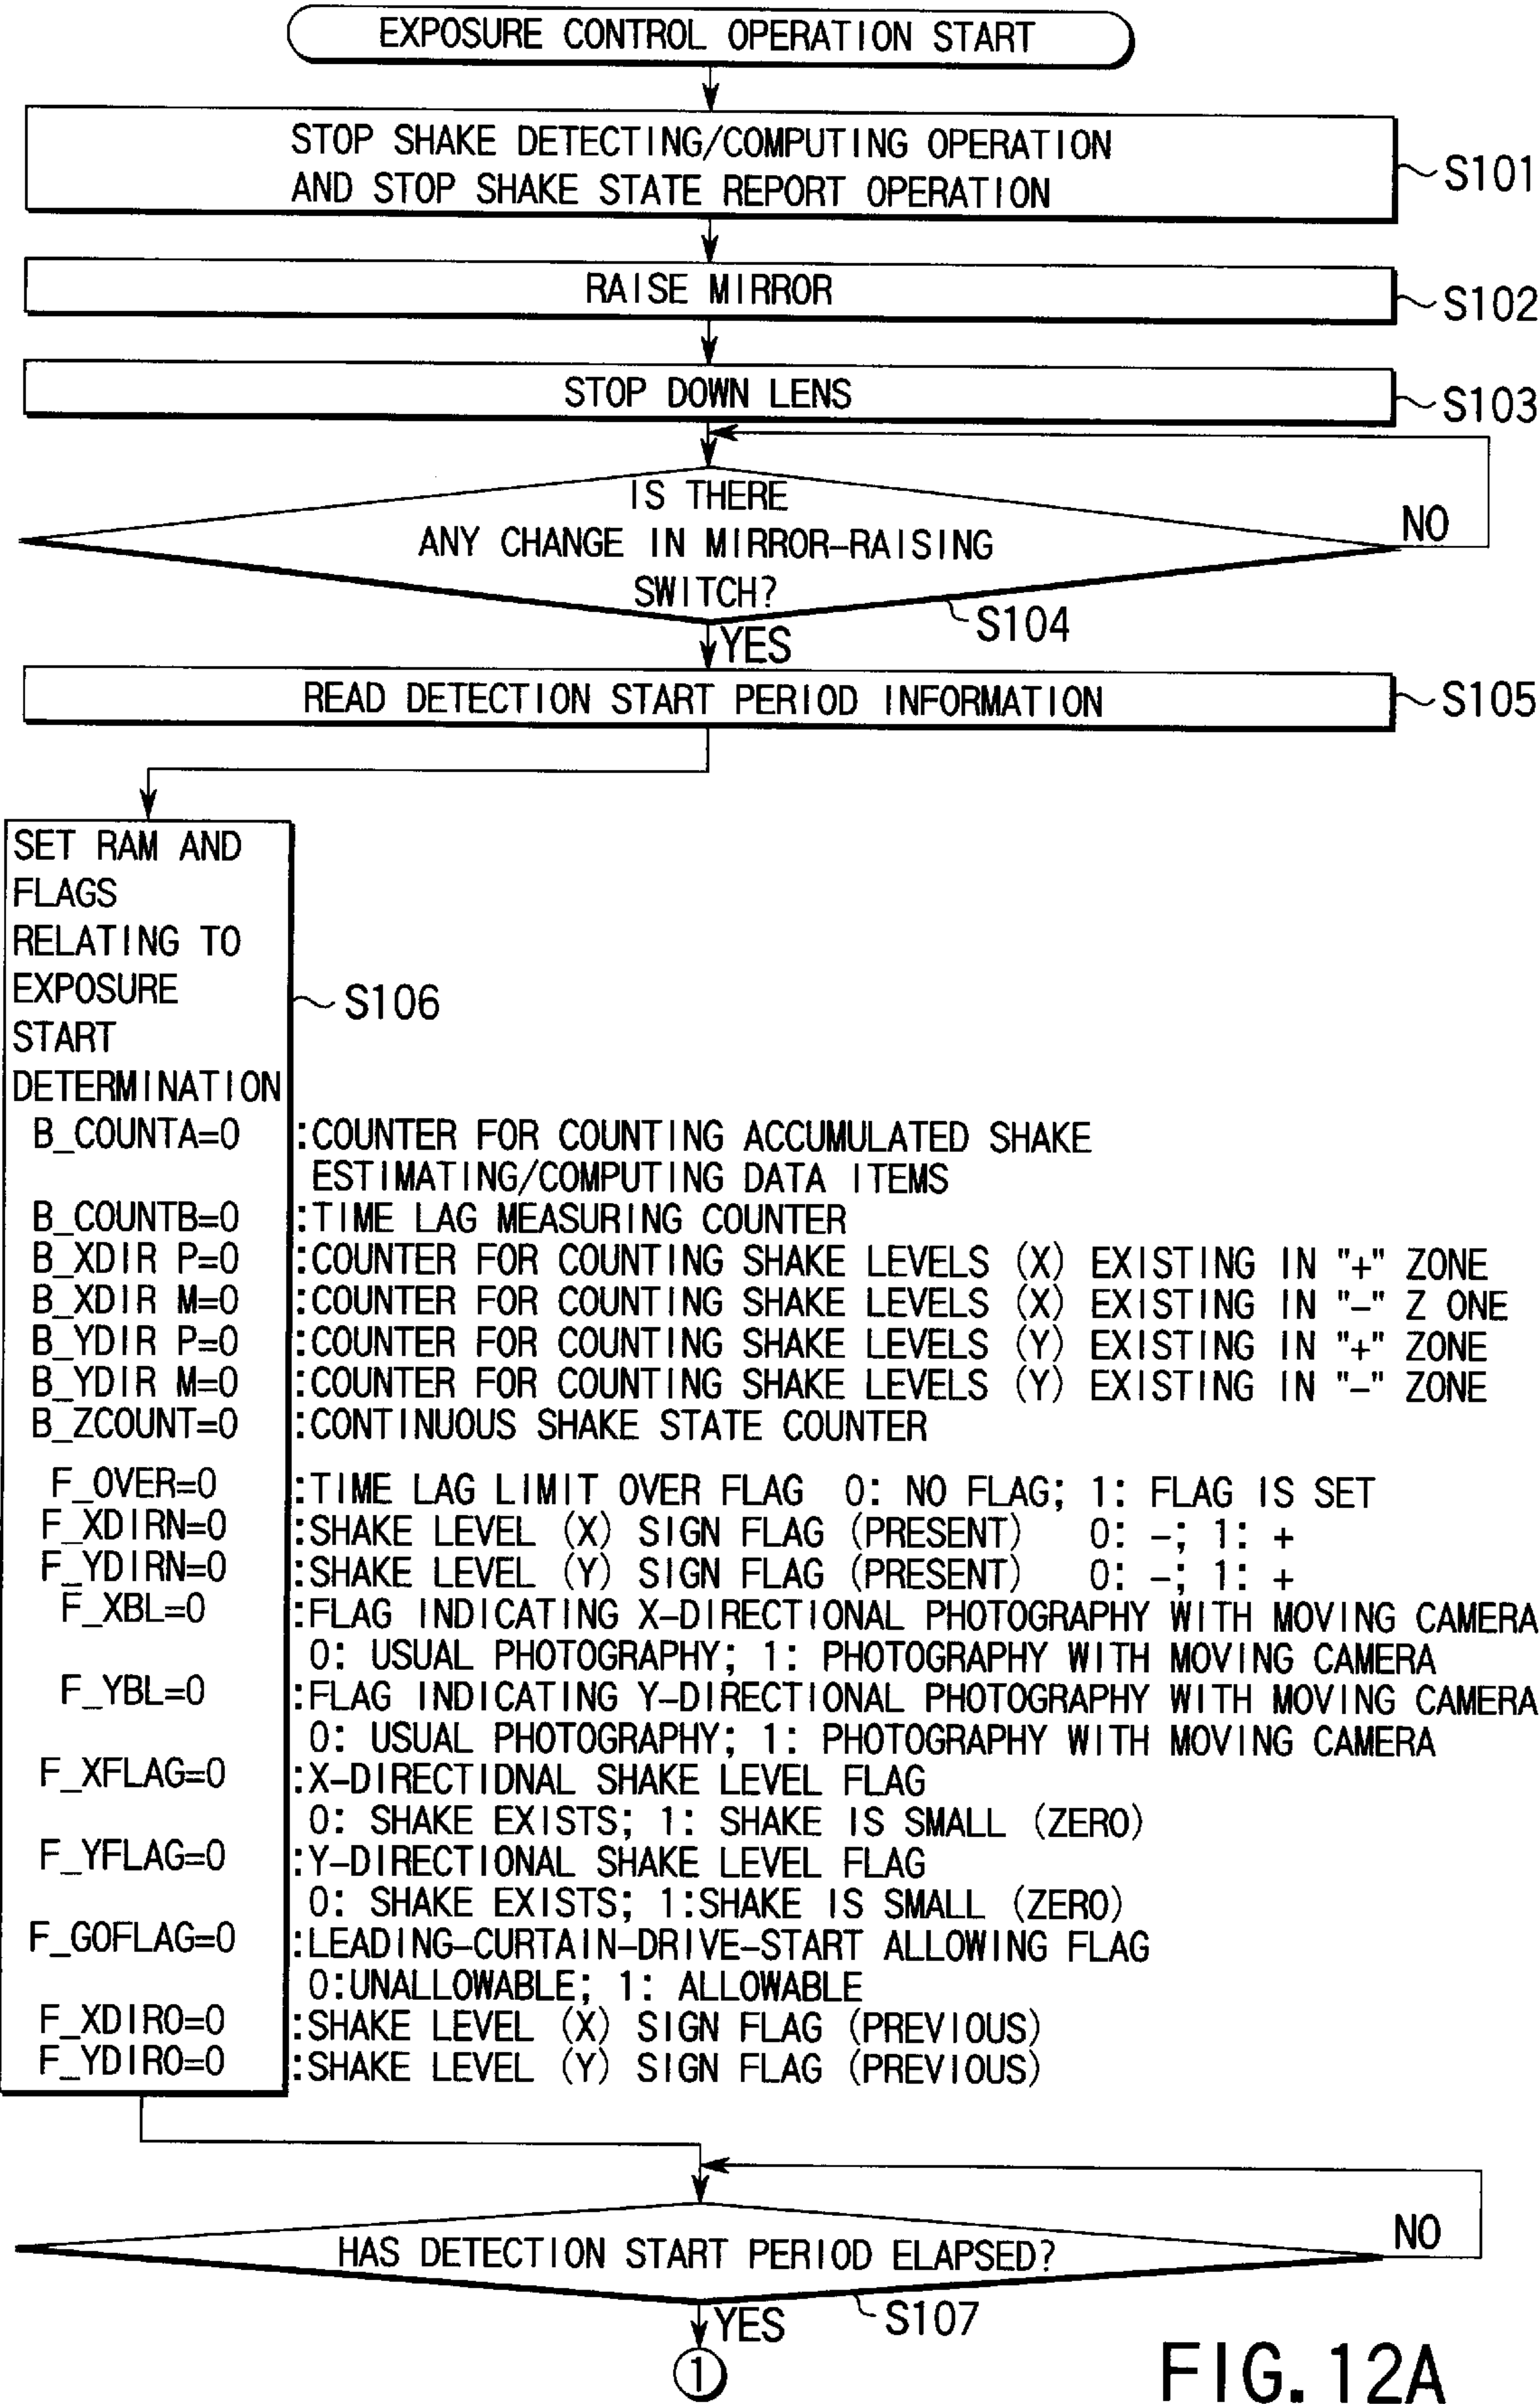 EXPOSURE CONTROL OPERATION START
STOP SHAKE DETECTING/COMPUTING OPERATION
AND STOP SHAKE STATE REPORT OPERATION
S101
RAISE MIRROR
S102
STOP DOWN LENS
S103
IS THERE
ANY CHANGE IN MIRROR-RAISING
SWITCH?
NO
S104
YES
READ DETECTION START PERIOD INFORMATION
S105
SET RAM AND
FLAGS
RELATING TO
EXPOSURE
START
DETERMINATION
S106
B_COUNTA=0 :COUNTER FOR COUNTING ACCUMULATED SHAKE
ESTIMATING/COMPUTING DATA ITEMS
B_COUNTB=0 :TIME LAG MEASURING COUNTER
B_XDIR P=0 :COUNTER FOR COUNTING SHAKE LEVELS (X) EXISTING IN "+" ZONE
B_XDIR M=0 :COUNTER FOR COUNTING SHAKE LEVELS (X) EXISTING IN "-" Z ONE
B_YDIR P=0 :COUNTER FOR COUNTING SHAKE LEVELS (Y) EXISTING IN "+" ZONE
B_YDIR M=0 :COUNTER FOR COUNTING SHAKE LEVELS (Y) EXISTING IN "-" ZONE
B_ZCOUNT=0 :CONTINUOUS SHAKE STATE COUNTER
F_OVER=0 :TIME LAG LIMIT OVER FLAG 0: NO FLAG; 1: FLAG IS SET
F_XDIRN=0 :SHAKE LEVEL (X) SIGN FLAG (PRESENT) 0: -; 1: +
F_YDIRN=0 :SHAKE LEVEL (Y) SIGN FLAG (PRESENT) 0: -; 1: +
F_XBL=0 :FLAG INDICATING X-DIRECTIONAL PHOTOGRAPHY WITH MOVING CAMERA
0: USUAL PHOTOGRAPHY; 1: PHOTOGRAPHY WITH MOVING CAMERA
F_YBL=0 :FLAG INDICATING Y-DIRECTIONAL PHOTOGRAPHY WITH MOVING CAMERA
0: USUAL PHOTOGRAPHY; 1: PHOTOGRAPHY WITH MOVING CAMERA
F_XFLAG=0 :X-DIRECTIDNAL SHAKE LEVEL FLAG
0: SHAKE EXISTS; 1: SHAKE IS SMALL (ZERO)
F_YFLAG=0 :Y-DIRECTIONAL SHAKE LEVEL FLAG
0: SHAKE EXISTS; 1:SHAKE IS SMALL (ZERO)
F_GOFLAG=0 :LEADING-CURTAIN-DRIVE-START ALLOWING FLAG
0:UNALLOWABLE; 1: ALLOWABLE
F_XDIRO=0 :SHAKE LEVEL (X) SIGN FLAG (PREVIOUS)
F_YDIRO=0 :SHAKE LEVEL (Y) SIGN FLAG (PREVIOUS)
HAS DETECTION START PERIOD ELAPSED?
NO
S107
YES
1
FIG. 12A